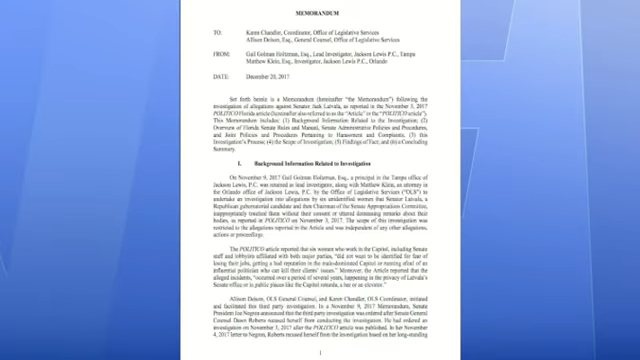 MEMORANDUM
TO: Karen Chandler, Coordinator, Office of Legislative Services
Allison Deison, Esq., General Counsel, Office of Legislative Services
FROM: Gail Golman Holtzman, Esq., Lead Investigator, Jackson Lewis P.C., Tampa
Matthew Klein, Esq., Investigator, Jackson Lewis P.C., Orlando
DATE: December 20, 2017
Set forth herein is a Memorandum (hereinafter “the Memorandum”) following the
investigation of allegations against Senator Jack Latvala, as reported in the November 3, 2017
POLITICO Florida article (hereinafter also referred to as the “Article” or the “POLITICO article”).
This Memorandum includes: (1) Background Information Related to the Investigation; (2)
Overview of Florida Senate Rules and Manual, Senate Administrative Policies and Procedures,
and Joint Policies and Procedures Pertaining to Harassment and Complaints; (3) this
Investigation’s Process; (4) the Scope of Investigation; (5) Findings of Fact; and (6) a Concluding
Summary.
I. Background Information Related to Investigation
On November 9, 2017 Gail Golman Holtzman, Esq., a principal in the Tampa office of
Jackson Lewis, P.C. was retained as lead investigator, along with Matthew Klein, an attorney in
the Orlando office of Jackson Lewis, P.C. by the Office of Legislative Services (“OLS”) to
undertake an investigation into allegations by six unidentified women that Senator Latvala, a
Republican gubernatorial candidate and then Chairman of the Senate Appropriations Committee,
inappropriately touched them without their consent or uttered demeaning remarks about their
bodies, as reported in POLITICO on November 3, 2017. The scope of this investigation was
restricted to the allegations reported in the Article and was independent of any other allegations,
actions or proceedings.
The POLITICO article reported that six women who work in the Capitol, including Senate
staff and lobbyists affiliated with both major parties, “did not want to be identified for fear of
losing their jobs, getting a bad reputation in the male-dominated Capitol or running afoul of an
influential politician who can kill their clients’ issues.” Moreover, the Article reported that the
alleged incidents, “occurred over a period of several years, happening in the privacy of Latvala’s
Senate office or in public places like the Capitol rotunda, a bar or an elevator.”
Allison Deison, OLS General Counsel, and Karen Chandler, OLS Coordinator, initiated
and facilitated this third party investigation. In a November 9, 2017 Memorandum, Senate
President Joe Negron announced that the third party investigation was ordered after Senate General
Counsel Dawn Roberts recused herself from conducting the investigation. He had ordered an
investigation on November 3, 2017 after the POLITICO article was published. In her November
4, 2017 letter to Negron, Roberts recused herself from the investigation based on her long-standing
1